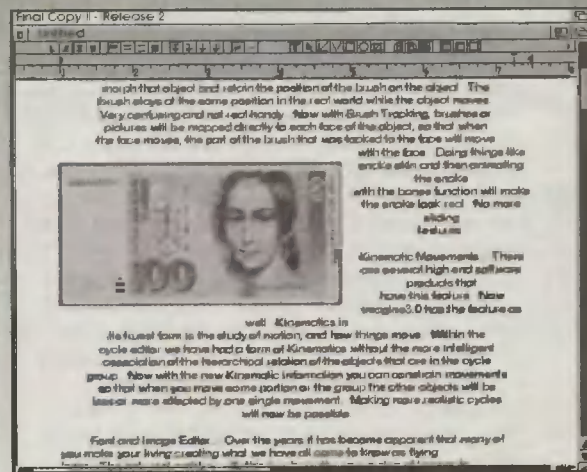 Final Copy II - Release 2
Untitled
morph that object and retain the position of the brush on the object The
brush stays at the same position in the real world while the object moves
Very confusing and not real handy Now with Brush Tracking, brushes or
pictures will be mapped directly to each face of the object, so that when
the face moves, the part of the brush that was tacked to the face will move
with the face Doing things like
snake skin and then animating
the snake
with the bones function will make
the snake look real No more
sliding
textures
100
Kinematic Movements There
are several high end software
products that
have this feature Now
Imagine3.0 has the feature as
well Kinematics in
its truest form is the study of motion, and how things move Within the
cycle editor we have had a form of Kinematics without the more intelligent
association of the hierarchical relation of the objects that are in the cycle
group Now with the new Kinematic information you can constrain movements
so that when you move some portion or the group the other objects will be
less or more effected by one single movement Making more realistic cycles
will now be possible
Font and Image Editor Over the years it has become apparent that many of
you make your living creating what we have all come to know as flying